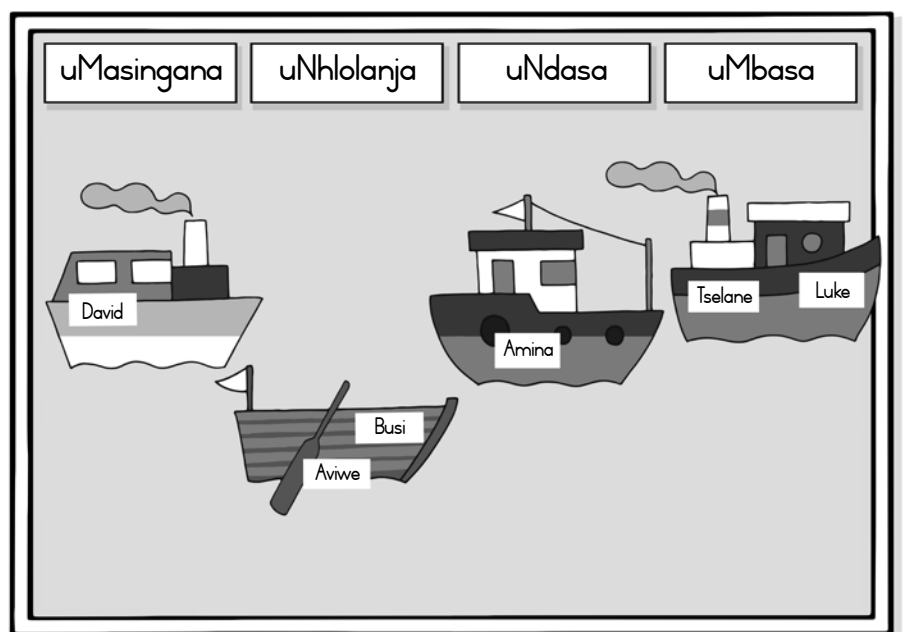 uMasingana uNhlolanja uNdasa uMbasa
David
Busi
Aviwe
Amina
Tselane Luke